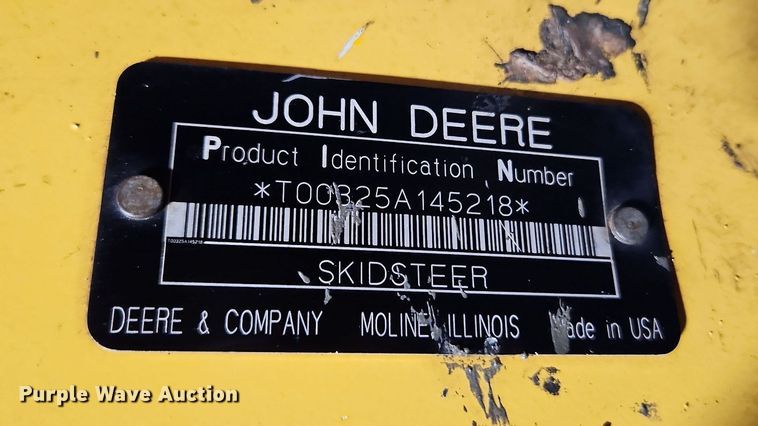 JOHN DEERE
Product Identification Number
*T00325A145218*
T00325A145218
SKIDSTEER
DEERE & COMPANY MOLINE, ILLINOIS Made in USA
Purple Wave Auction